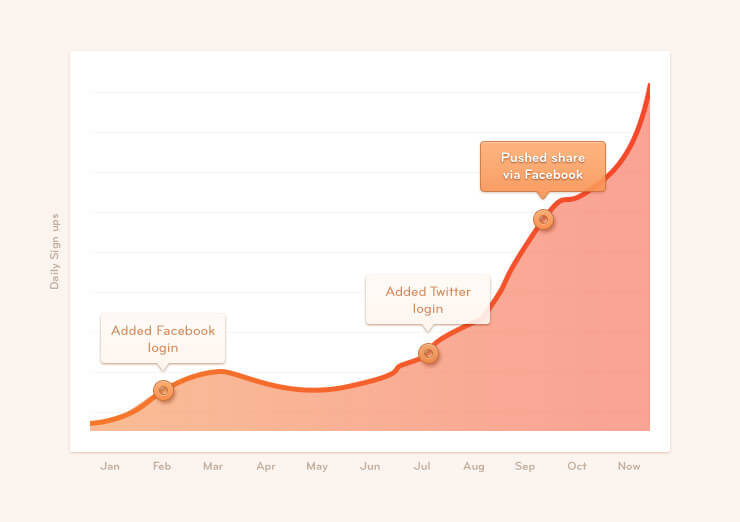 Pushed share
via Facebook
Added Twitter
login
Added Facebook
login
Daily Sign ups
Jan Feb Mar Apr May Jun Jul Aug Sep Oct Now